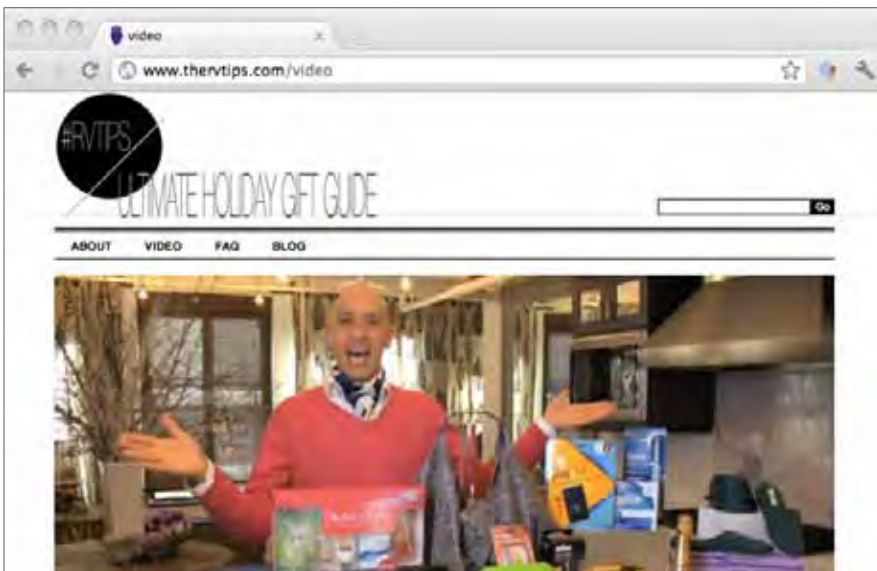 video
www.thervtips.com/video
#RVTIPS
ULTIMATE HOLIDAY GIFT GUIDE
Go
ABOUT VIDEO FAQ BLOG